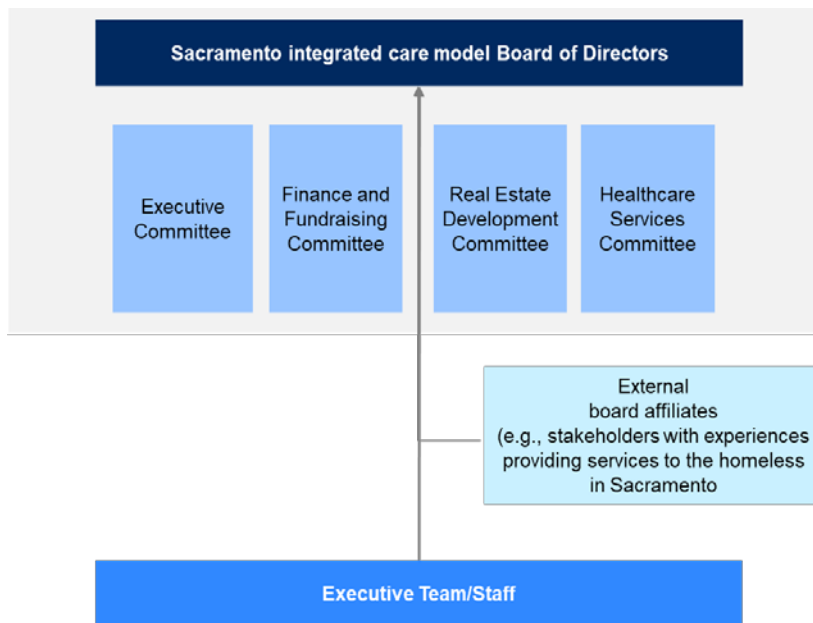 Sacramento integrated care model Board of Directors
Executive
Committee
Finance and
Fundraising
Committee
Real Estate
Development
Committee
Healthcare
Services
Committee
External
board affiliates
(e.g., stakeholders with experiences
providing services to the homeless
in Sacramento
Executive Team/Staff